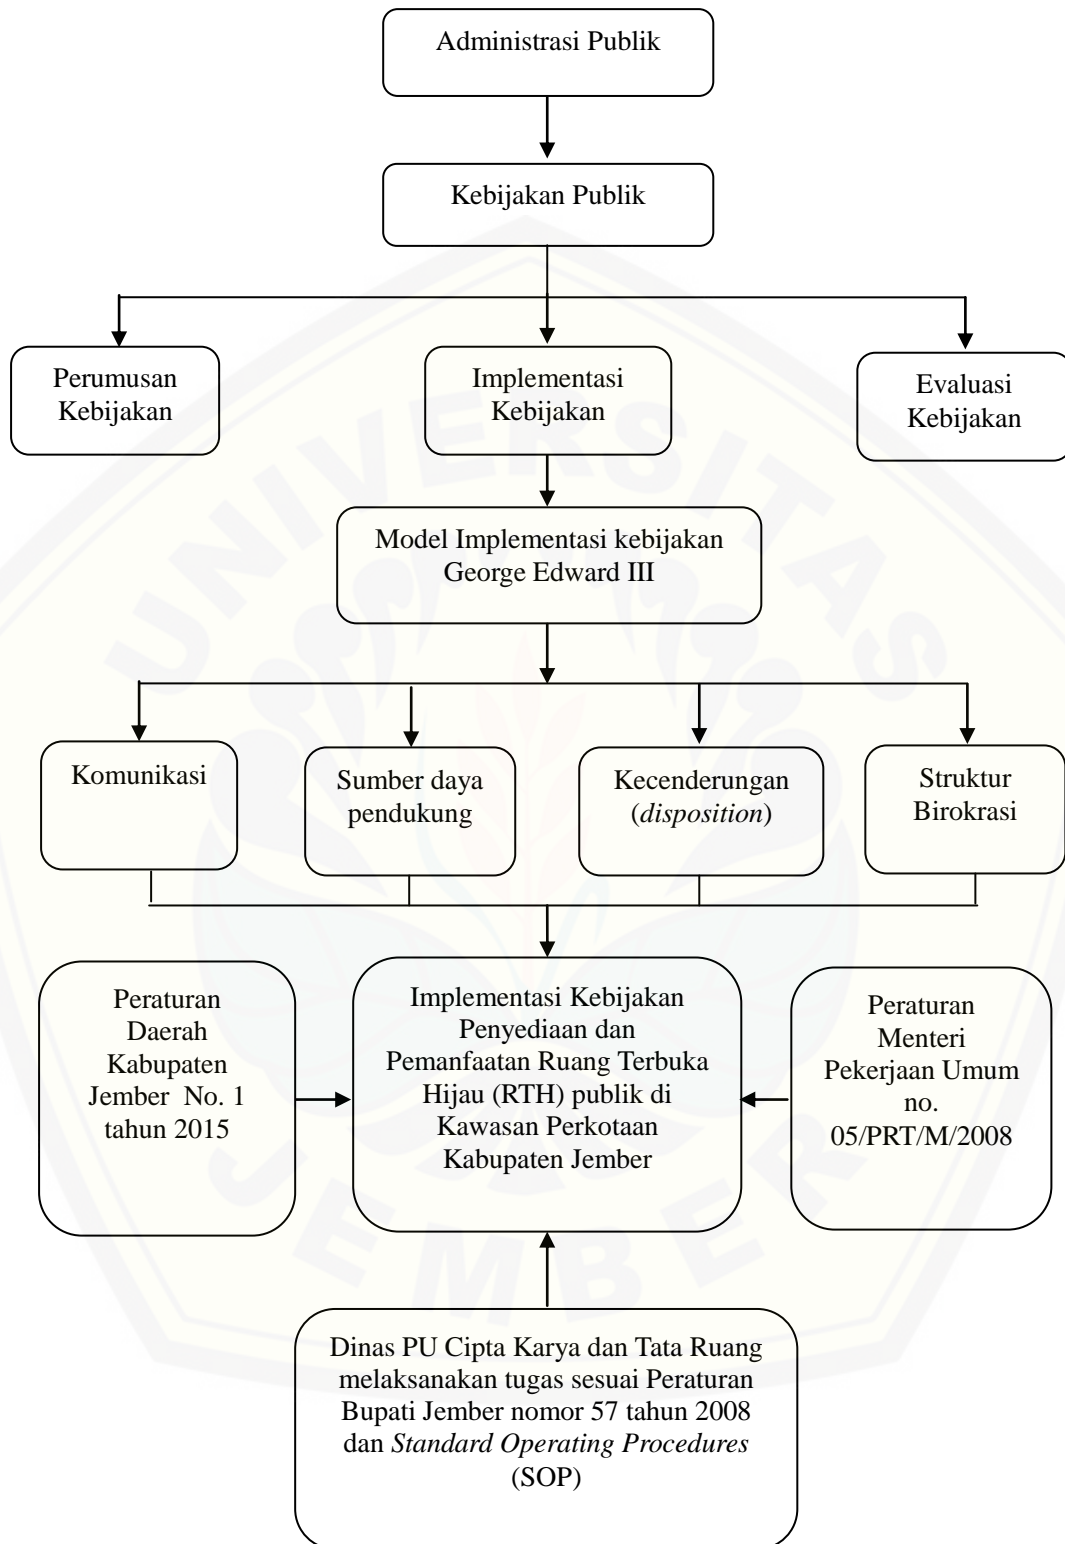 Administrasi Publik
Kebijakan Publik
Perumusan
Kebijakan
Implementasi
Kebijakan
Evaluasi
Kebijakan
Model Implementasi kebijakan
George Edward III
Komunikasi
Sumber daya
pendukung
Kecenderungan
(disposition)
Struktur
Birokrasi
Peraturan
Daerah
Kabupaten
Jember No. 1
tahun 2015
Implementasi Kebijakan
Penyediaan dan
Pemanfaatan Ruang Terbuka
Hijau (RTH) publik di
Kawasan Perkotaan
Kabupaten Jember
Peraturan
Menteri
Pekerjaan Umum
no.
05/PRT/M/2008
Dinas PU Cipta Karya dan Tata Ruang
melaksanakan tugas sesuai Peraturan
Bupati Jember nomor 57 tahun 2008
dan Standard Operating Procedures
(SOP)
UNIVERSITAS
JEMBER